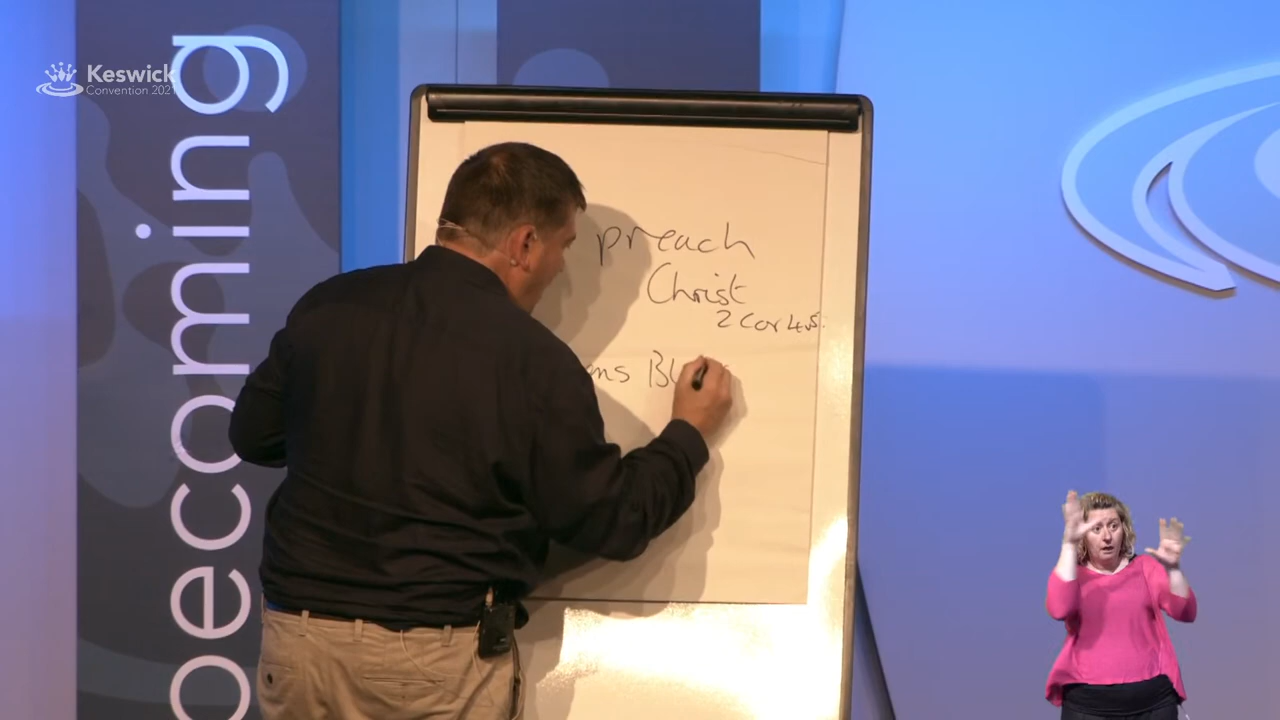 Keswick
Convention 2021
becoming
preach
Christ
2 Cor 4v5